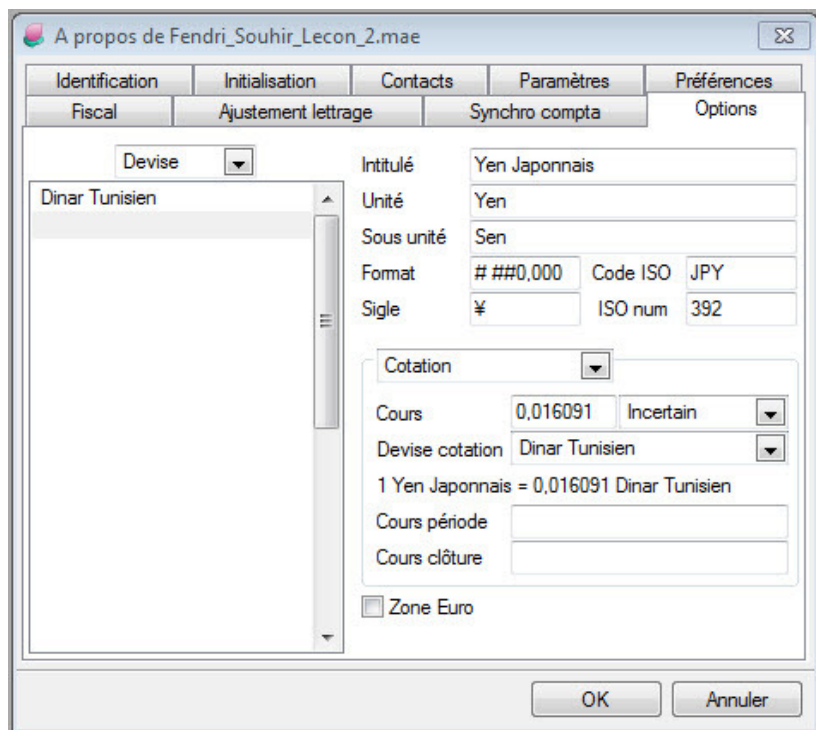 A propos de Fendri_Souhir_Lecon_2.mae
Identification Initialisation Contacts Paramètres Préférences
Fiscal Ajustement lettrage Synchro compta Options
Devise
Dinar Tunisien
Intitulé Yen Japonnais
Unité Yen
Sous unité Sen
Format # ##0,000 Code ISO JPY
Sigle ¥ ISO num 392
Cotation
Cours 0,016091 Incertain
Devise cotation Dinar Tunisien
1 Yen Japonnais = 0,016091 Dinar Tunisien
Cours période
Cours clôture
Zone Euro
OK Annuler